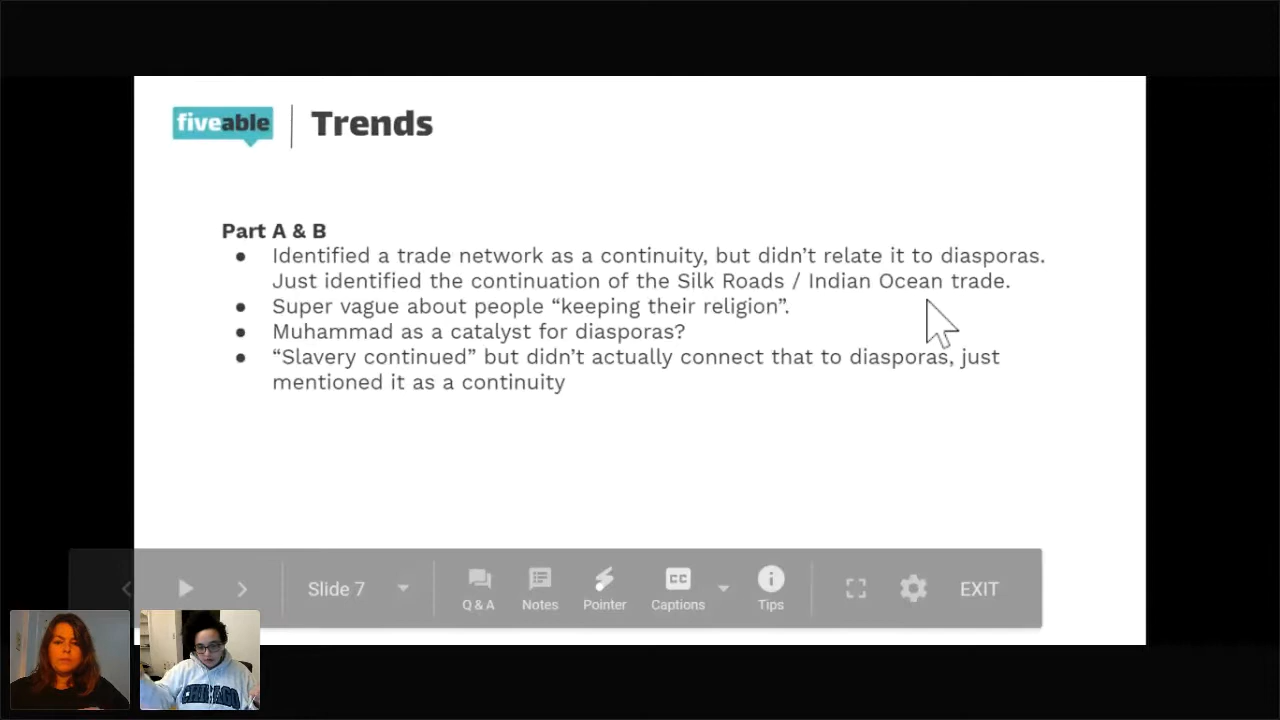 fiveable
Trends
Part A & B
● Identified a trade network as a continuity, but didn’t relate it to diasporas.
Just identified the continuation of the Silk Roads / Indian Ocean trade.
● Super vague about people “keeping their religion”.
● Muhammad as a catalyst for diasporas?
● “Slavery continued” but didn’t actually connect that to diasporas, just
mentioned it as a continuity
Slide 7
Q & A
Notes
Pointer
CC
Captions
Tips
EXIT
CHICAGO